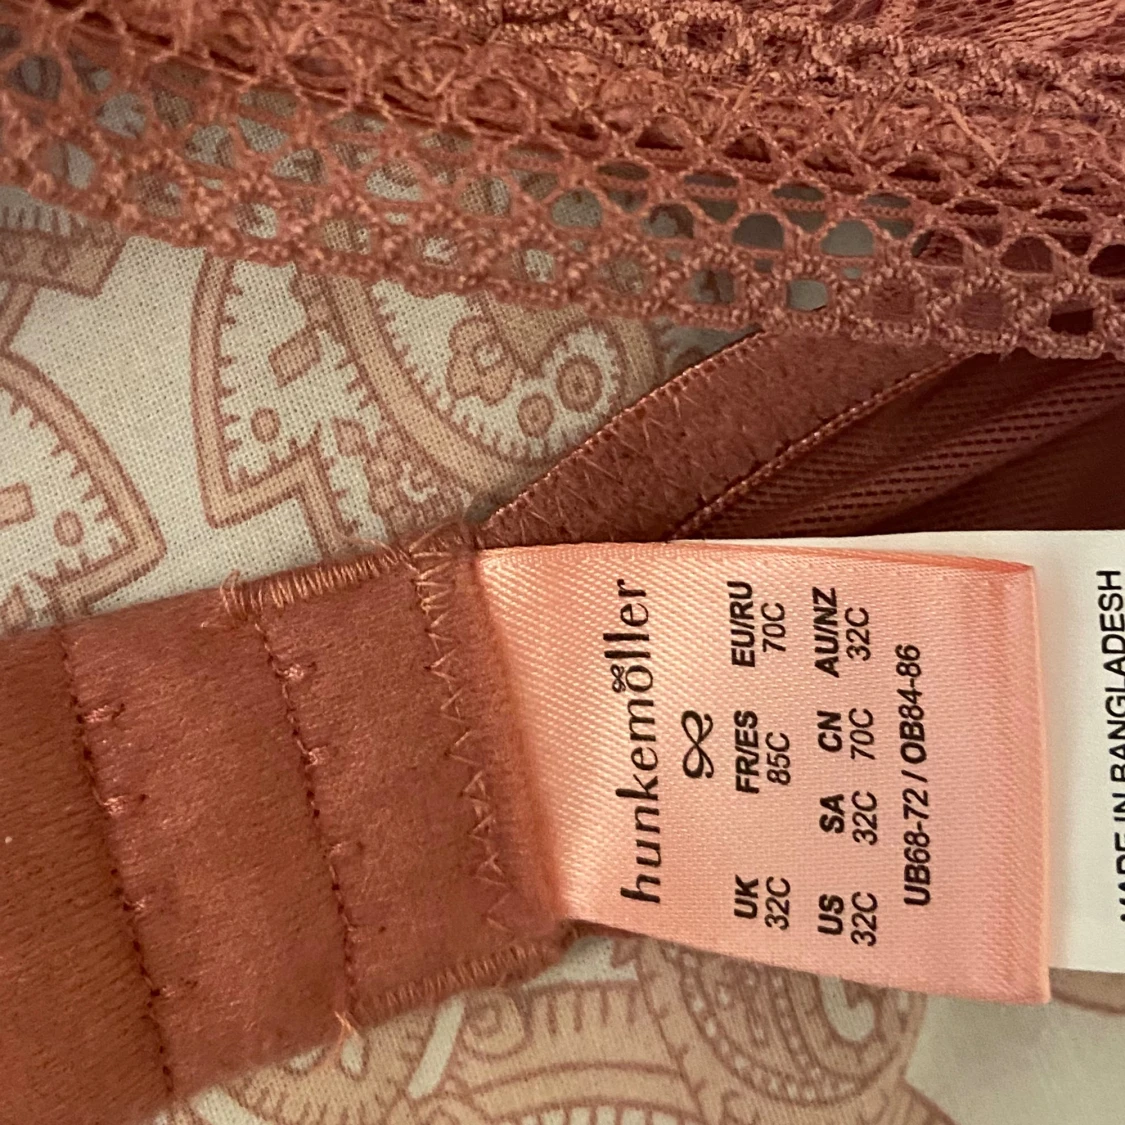 hunkemöller
UK FR/ES EU/RU
32C 85C 70C
US SA CN AU/NZ
32C 32C 70C 32C
UB68-72 / OB84-86
MADE IN BANGLADESH